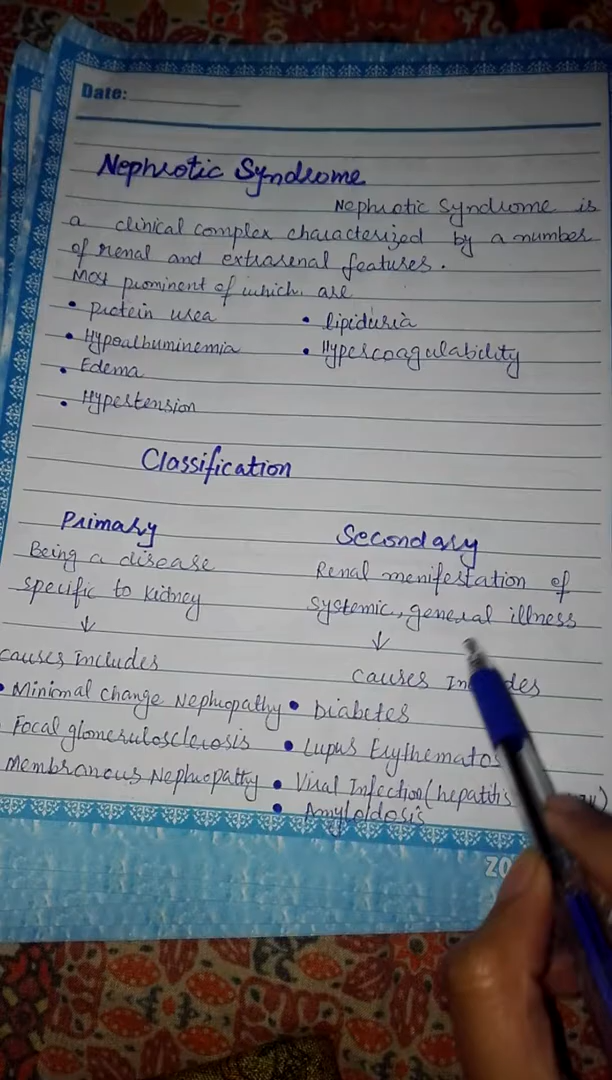 Date:
Nephrotic Syndrome
Nephrotic Syndrome is
a clinical complex characterized by a number
of renal and extrarenal features.
Most prominent of which are
• protein urea
• lipiduria
• Hypoalbuminemia
• Hypercoagulability
• Edema
• Hypertension
Classification
Primary
Being a disease
specific to kidney
↓
causes includes
• Minimal change Nephropathy
Focal glomerulosclerosis
Membranous Nephropathy
Secondary
Renal menifestation of
systemic, general illness
↓
causes
• Diabetes
• Lupus Erythematos
• Viral Infection (hepatitis
• Amyloidosis